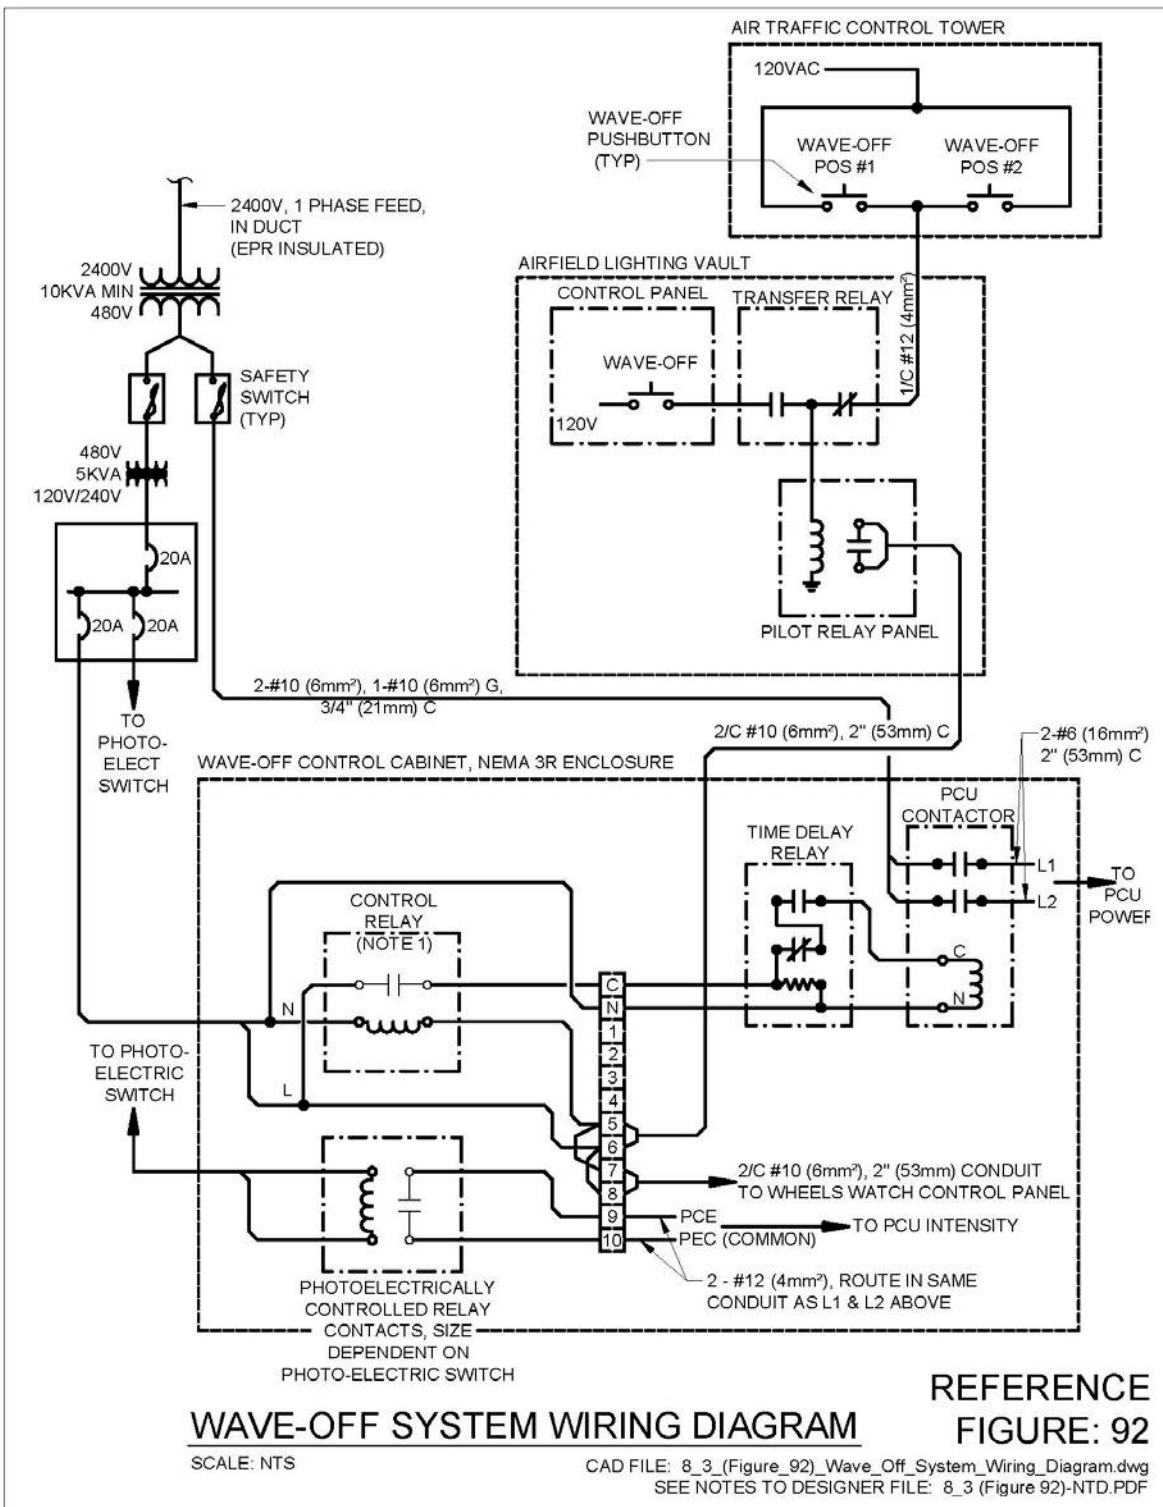 AIR TRAFFIC CONTROL TOWER
120VAC
WAVE-OFF
PUSHBUTTON
(TYP)
WAVE-OFF
POS #1
WAVE-OFF
POS #2
2400V, 1 PHASE FEED,
IN DUCT
(EPR INSULATED)
2400V
10KVA MIN
480V
AIRFIELD LIGHTING VAULT
CONTROL PANEL
TRANSFER RELAY
1/C #12 (4mm²)
WAVE-OFF
120V
SAFETY
SWITCH
(TYP)
480V
5KVA
120V/240V
20A
20A
20A
PILOT RELAY PANEL
TO
PHOTO-
ELECT
SWITCH
2-#10 (6mm²), 1-#10 (6mm²) G,
3/4" (21mm) C
2/C #10 (6mm²), 2" (53mm) C
2-#6 (16mm²)
2" (53mm) C
WAVE-OFF CONTROL CABINET, NEMA 3R ENCLOSURE
PCU
CONTACTOR
TIME DELAY
RELAY
L1
L2
TO
PCU
POWER
CONTROL
RELAY
(NOTE 1)
C
N
N
L
C
N
1
2
3
4
5
6
7
8
9
10
TO PHOTO-
ELECTRIC
SWITCH
2/C #10 (6mm²), 2" (53mm) CONDUIT
TO WHEELS WATCH CONTROL PANEL
PCE
PEC (COMMON)
TO PCU INTENSITY
2 - #12 (4mm²), ROUTE IN SAME
CONDUIT AS L1 & L2 ABOVE
PHOTOELECTRICALLY
CONTROLLED RELAY
CONTACTS, SIZE
DEPENDENT ON
PHOTO-ELECTRIC SWITCH
WAVE-OFF SYSTEM WIRING DIAGRAM
SCALE: NTS
REFERENCE
FIGURE: 92
CAD FILE: 8_3_(Figure_92)_Wave_Off_System_Wiring_Diagram.dwg
SEE NOTES TO DESIGNER FILE: 8_3 (Figure 92)-NTD.PDF